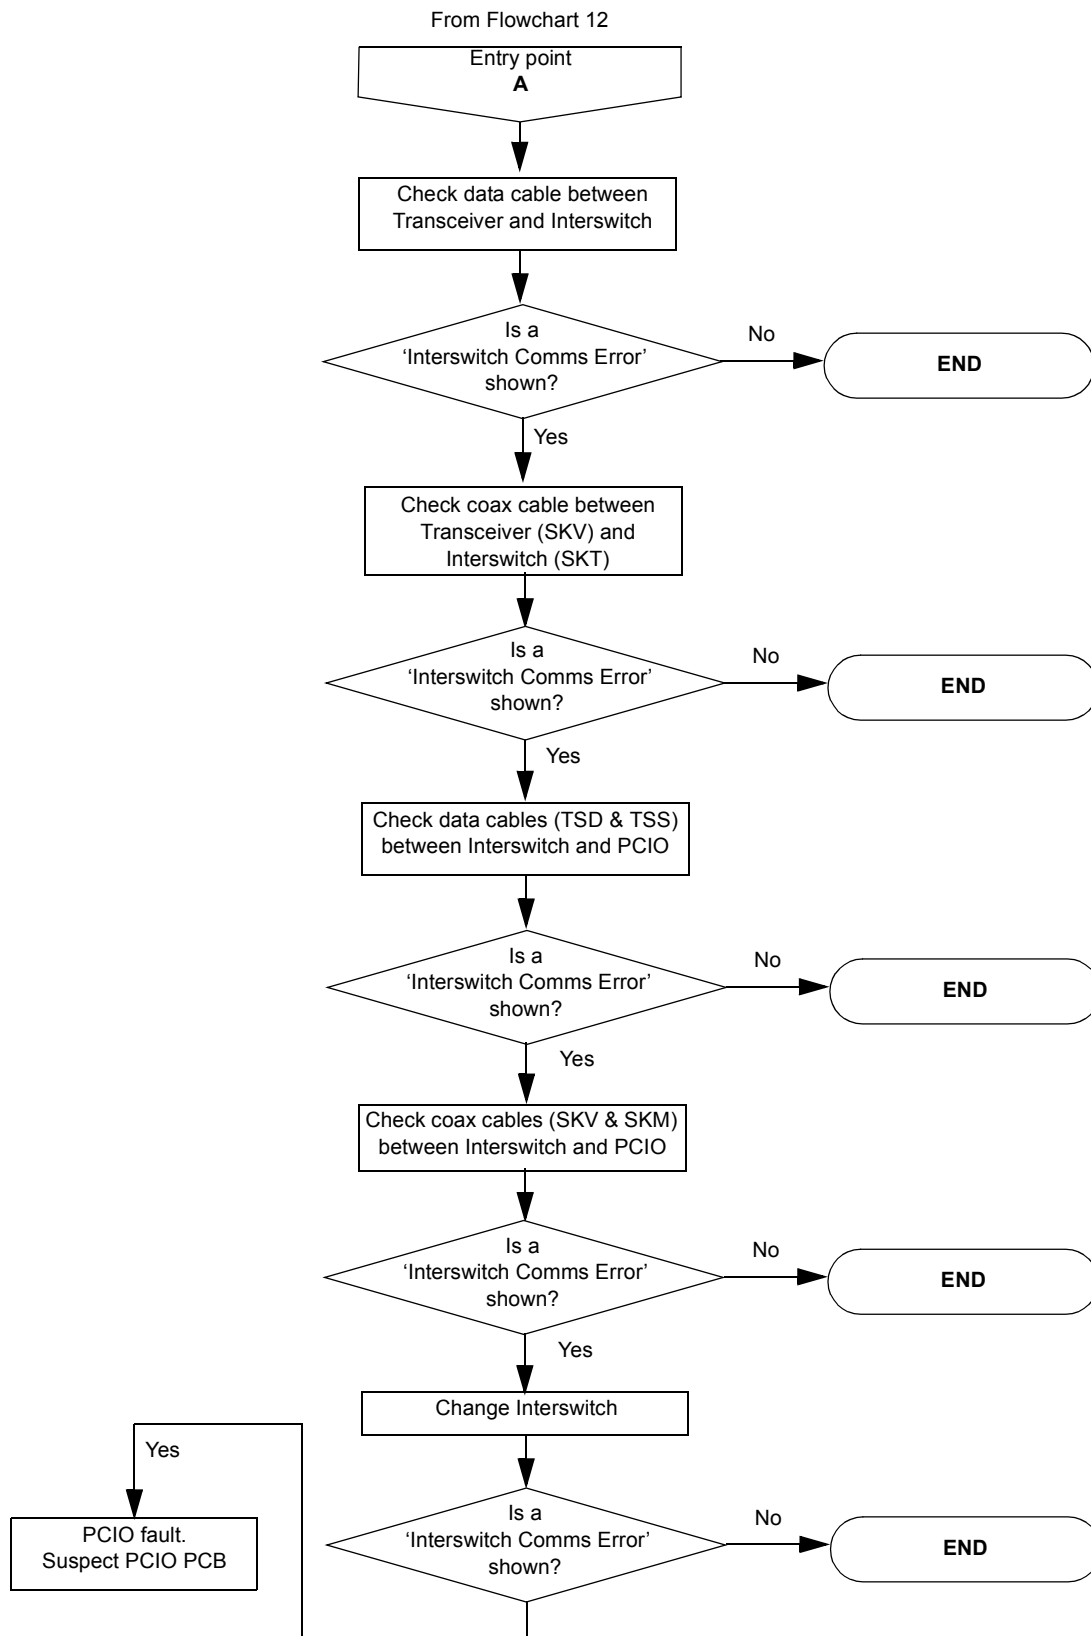 From Flowchart 12
Entry point
A
Check data cable between
Transceiver and Interswitch
Is a
‘Interswitch Comms Error’
shown?
No
END
Yes
Check coax cable between
Transceiver (SKV) and
Interswitch (SKT)
Is a
‘Interswitch Comms Error’
shown?
No
END
Yes
Check data cables (TSD & TSS)
between Interswitch and PCIO
Is a
‘Interswitch Comms Error’
shown?
No
END
Yes
Check coax cables (SKV & SKM)
between Interswitch and PCIO
Is a
‘Interswitch Comms Error’
shown?
No
END
Yes
Change Interswitch
Is a
‘Interswitch Comms Error’
shown?
No
END
Yes
PCIO fault.
Suspect PCIO PCB